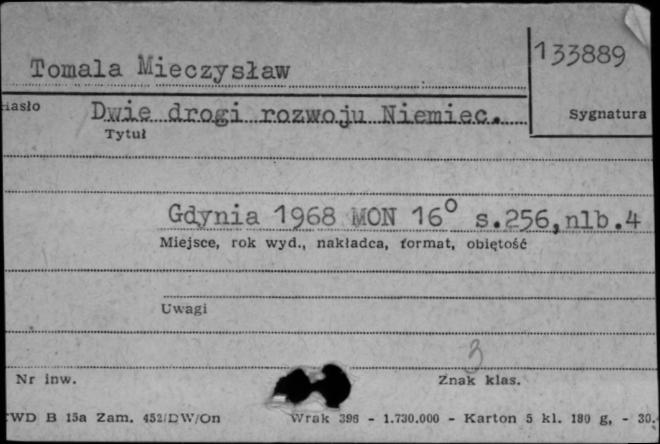 133889
Tomala Mieczysław
Hasło Dwie drogi rozwoju Niemiec. Sygnatura
Tytuł
Gdynia 1968 MON 16° s.256,nlb.4
Miejsce, rok wyd., nakładca, format, objętość
Uwagi
3
Nr inw. Znak klas.
CWD B 15a Zam. 452/DW/On Wrak 396 - 1.730.000 - Karton 5 kl. 180 g, - 30.